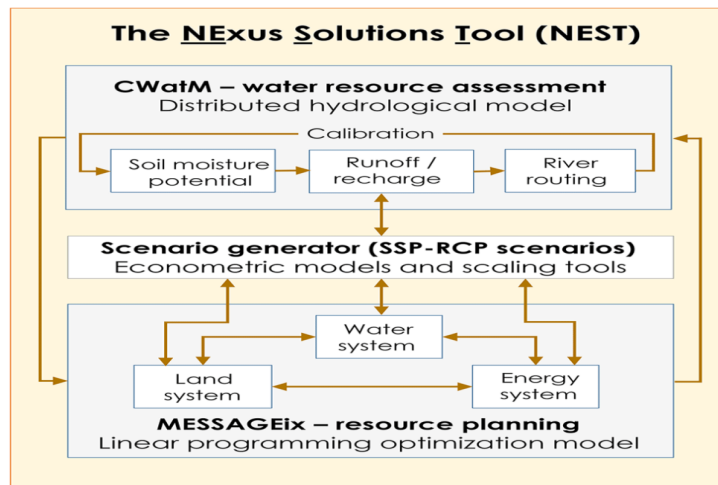 The NExus Solutions Tool (NEST)
CWatM – water resource assessment
Distributed hydrological model
Calibration
Soil moisture
potential
Runoff /
recharge
River
routing
Scenario generator (SSP-RCP scenarios)
Econometric models and scaling tools
Water
system
Land
system
Energy
system
MESSAGEix – resource planning
Linear programming optimization model